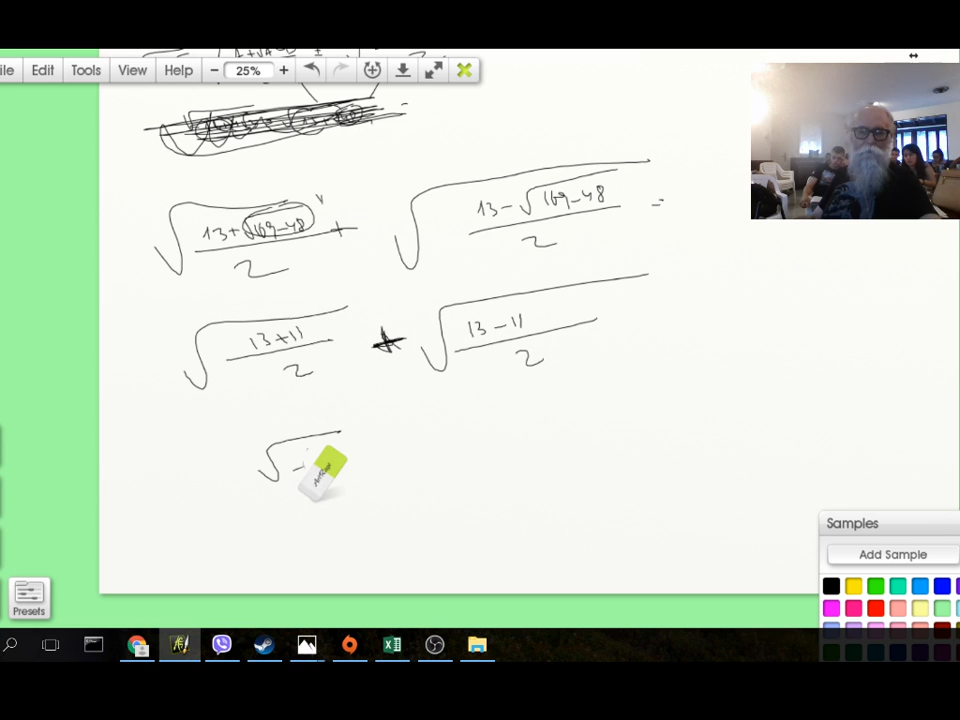 ile Edit Tools View Help − 25% +
√((13+√(169-48))/2) + √((13-√(169-48))/2) =
√((13+11)/2) + √((13-11)/2)
√
ArtRage
Samples
Add Sample
Presets